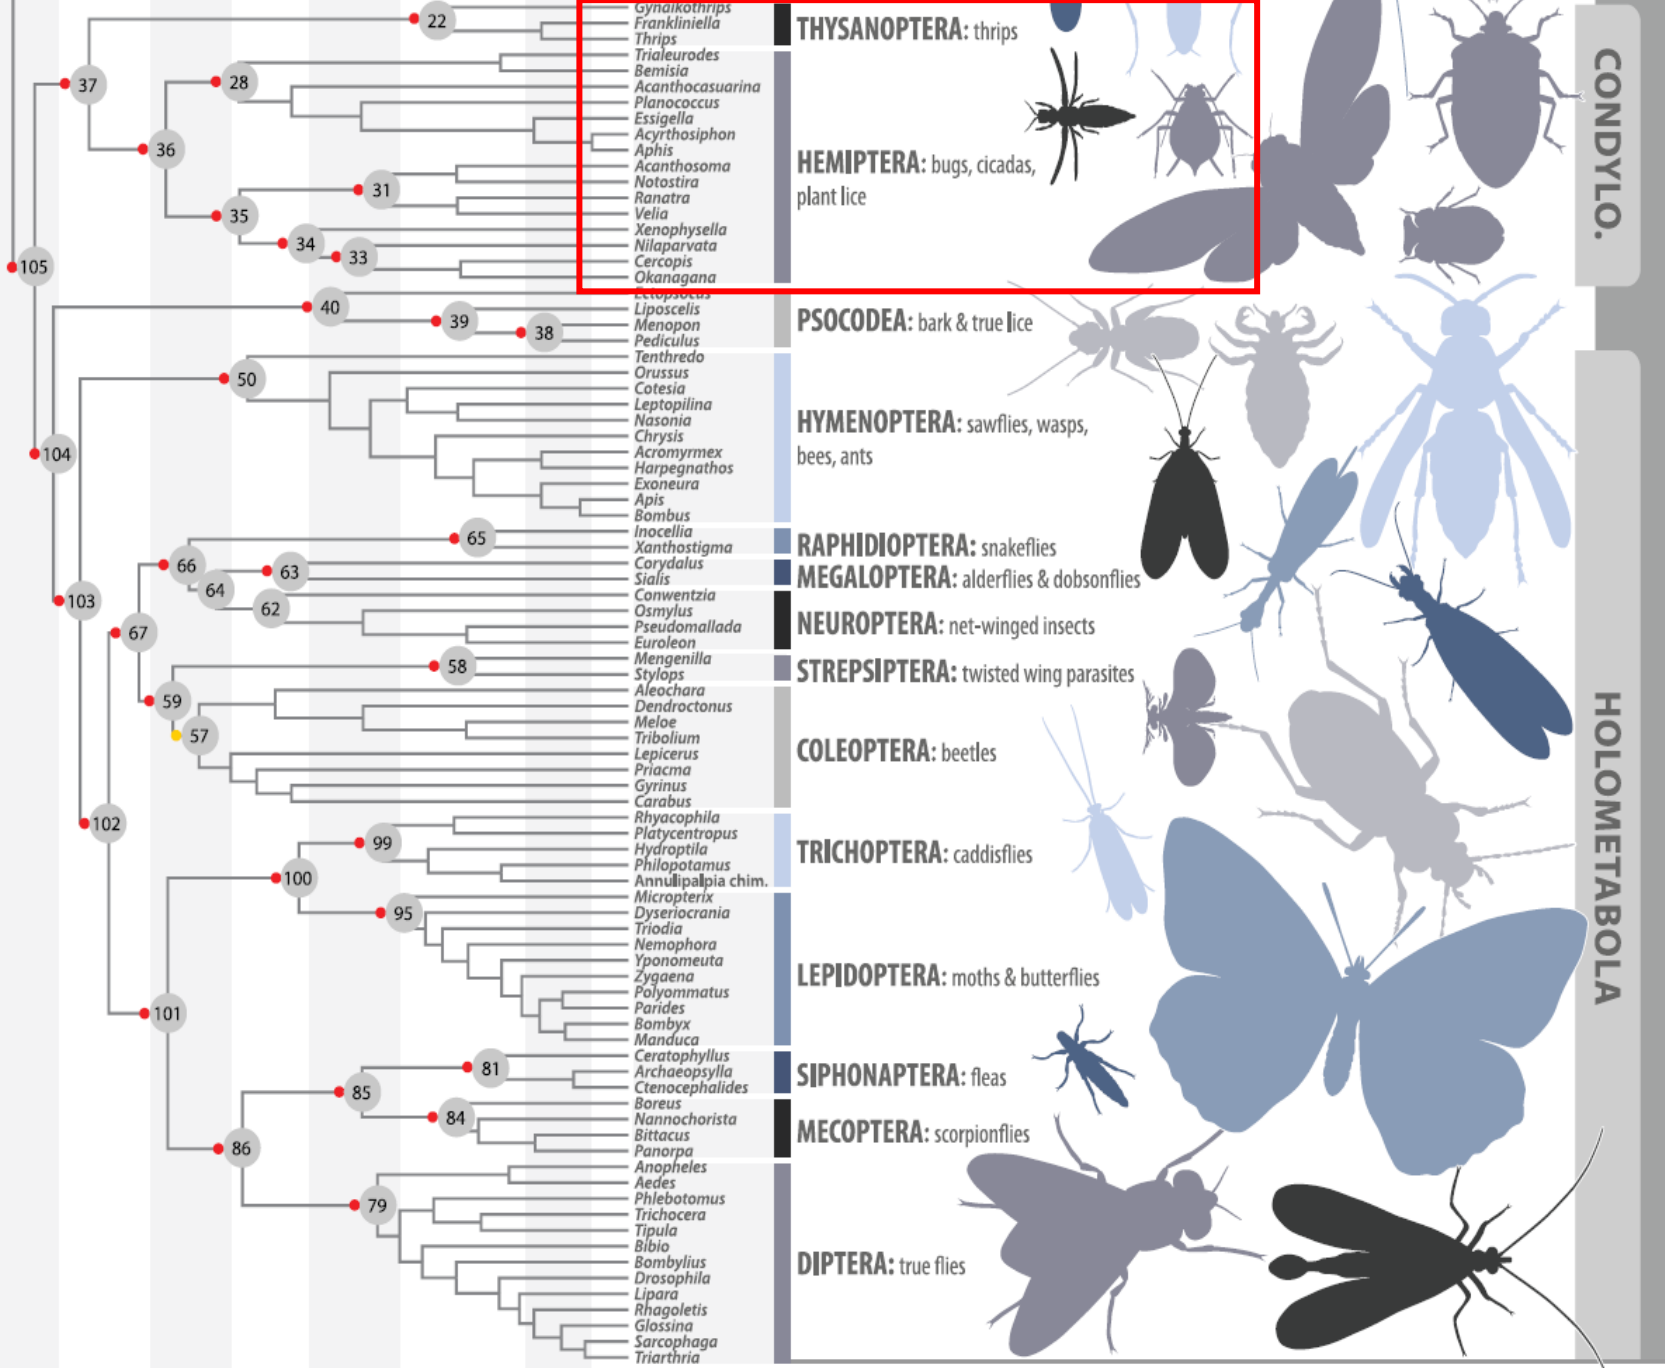 Gynaikothrips
Frankliniella
Thrips
22
THYSANOPTERA: thrips
Trialeurodes
Bemisia
Acanthocasuarina
Planococcus
Essigella
Acyrthosiphon
Aphis
Acanthosoma
Notostira
Ranatra
Velia
Xenophysella
Nilaparvata
Cercopis
Okanagana
37
28
36
31
35
34
33
105
HEMIPTERA: bugs, cicadas,
plant lice
CONDYLO.
Ectopsocus
Liposcelis
Menopon
Pediculus
40
39
38
PSOCODEA: bark & true lice
Tenthredo
Orussus
Cotesia
Leptopilina
Nasonia
Chrysis
Acromyrmex
Harpegnathos
Exoneura
Apis
Bombus
50
104
HYMENOPTERA: sawflies, wasps,
bees, ants
Inocellia
Xanthostigma
65
RAPHIDIOPTERA: snakeflies
Corydalus
Sialis
66
63
64
MEGALOPTERA: alderflies & dobsonflies
Conwentzia
Osmylus
Pseudomallada
Euroleon
103
62
67
NEUROPTERA: net-winged insects
Mengenilla
Stylops
58
STREPSIPTERA: twisted wing parasites
Aleochara
Dendroctonus
Meloe
Tribolium
Lepicerus
Priacma
Gyrinus
Carabus
59
57
COLEOPTERA: beetles
HOLOMETABOLA
Rhyacophila
Platycentropus
Hydroptila
Philopotamus
Annulipalpia chim.
102
99
100
TRICHOPTERA: caddisflies
Micropterix
Dyseriocrania
Triodia
Nemophora
Yponomeuta
Zygaena
Polyommatus
Parides
Bombyx
Manduca
95
101
LEPIDOPTERA: moths & butterflies
Ceratophyllus
Archaeopsylla
Ctenocephalides
81
85
SIPHONAPTERA: fleas
Boreus
Nannochorista
Bittacus
Panorpa
84
86
MECOPTERA: scorpionflies
Anopheles
Aedes
Phlebotomus
Trichocera
Tipula
Bibio
Bombylius
Drosophila
Lipara
Rhagoletis
Glossina
Sarcophaga
Triarthria
79
DIPTERA: true flies